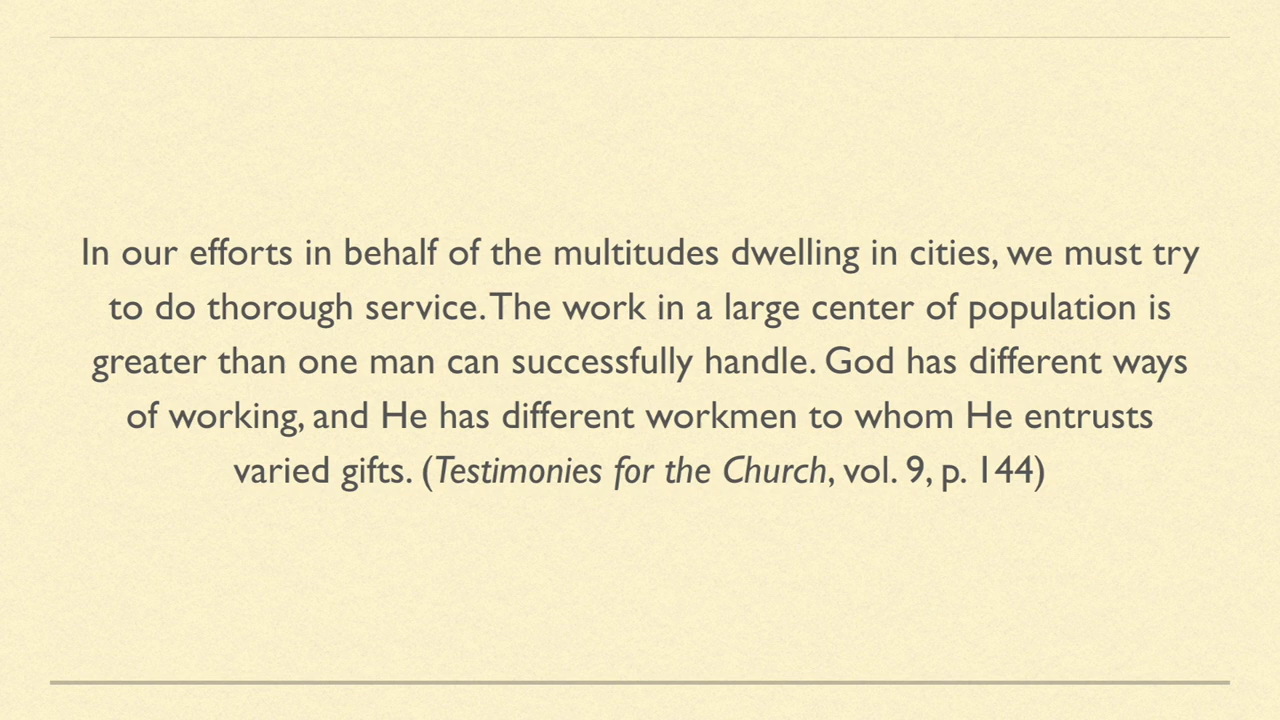 In our efforts in behalf of the multitudes dwelling in cities, we must try
to do thorough service. The work in a large center of population is
greater than one man can successfully handle. God has different ways
of working, and He has different workmen to whom He entrusts
varied gifts. (Testimonies for the Church, vol. 9, p. 144)